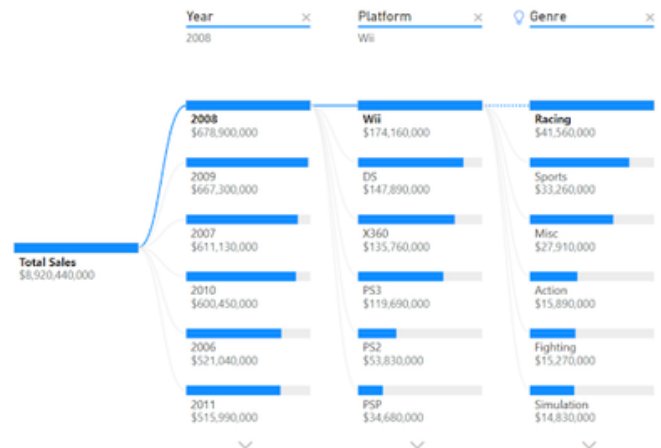 Year
2008
Platform
Wii
Genre
Total Sales
$8,920,440,000
2008
$678,900,000
2009
$667,300,000
2007
$611,130,000
2010
$600,450,000
2006
$521,040,000
2011
$515,990,000
Wii
$174,160,000
DS
$147,890,000
X360
$135,760,000
PS3
$119,690,000
PS2
$53,830,000
PSP
$34,680,000
Racing
$41,560,000
Sports
$33,260,000
Misc
$27,910,000
Action
$15,890,000
Fighting
$15,270,000
Simulation
$14,830,000